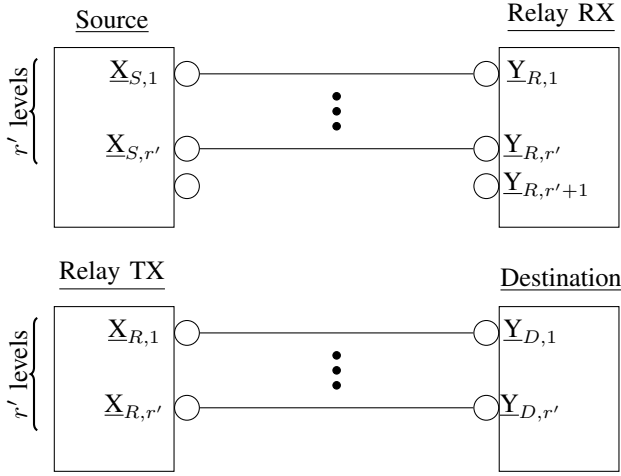 Source
Relay RX
r′ levels
X_{S,1}
Y_{R,1}
X_{S,r′}
Y_{R,r′}
Y_{R,r′+1}
Relay TX
Destination
r′ levels
X_{R,1}
Y_{D,1}
X_{R,r′}
Y_{D,r′}